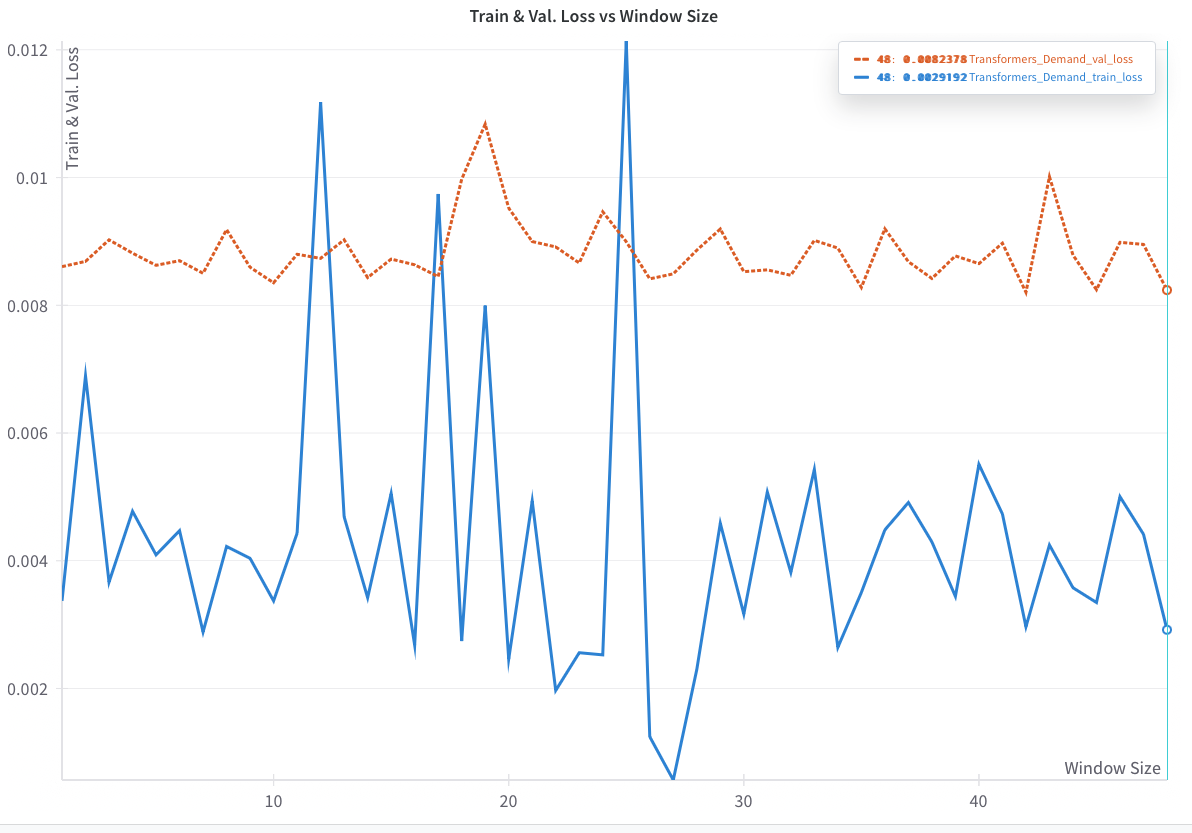 Train & Val. Loss vs Window Size
Train & Val. Loss
0.012
0.01
0.008
0.006
0.004
0.002
48: 0.0082378 Transformers_Demand_val_loss
48: 0.0029192 Transformers_Demand_train_loss
Window Size
10
20
30
40